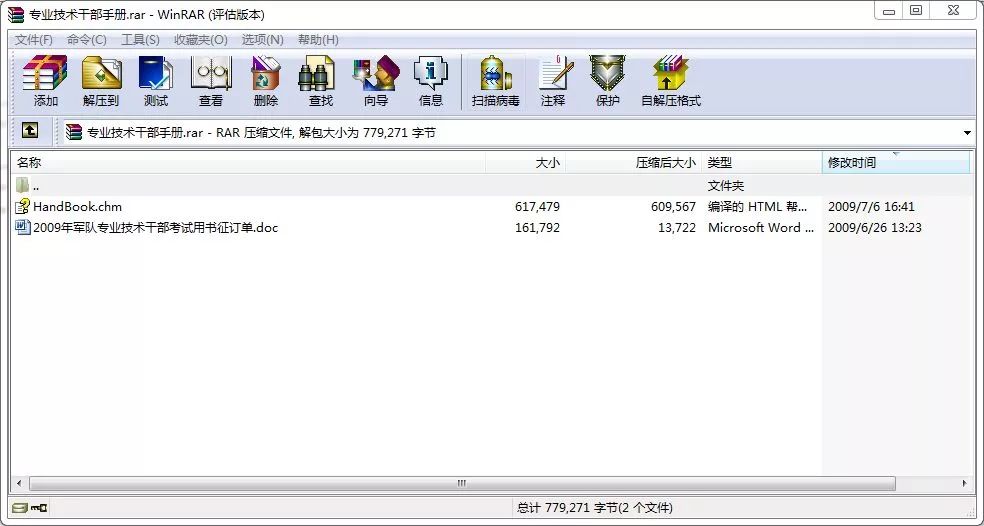 专业技术干部手册.rar - WinRAR (评估版本)
文件(F) 命令(C) 工具(S) 收藏夹(O) 选项(N) 帮助(H)
添加 解压到 测试 查看 删除 查找 向导 信息 扫描病毒 注释 保护 自解压格式
专业技术干部手册.rar - RAR 压缩文件, 解包大小为 779,271 字节
名称 大小 压缩后大小 类型 修改时间
.. 文件夹
HandBook.chm 617,479 609,567 编译的 HTML 帮... 2009/7/6 16:41
2009年军队专业技术干部考试用书征订单.doc 161,792 13,722 Microsoft Word ... 2009/6/26 13:23
总计 779,271 字节(2 个文件)